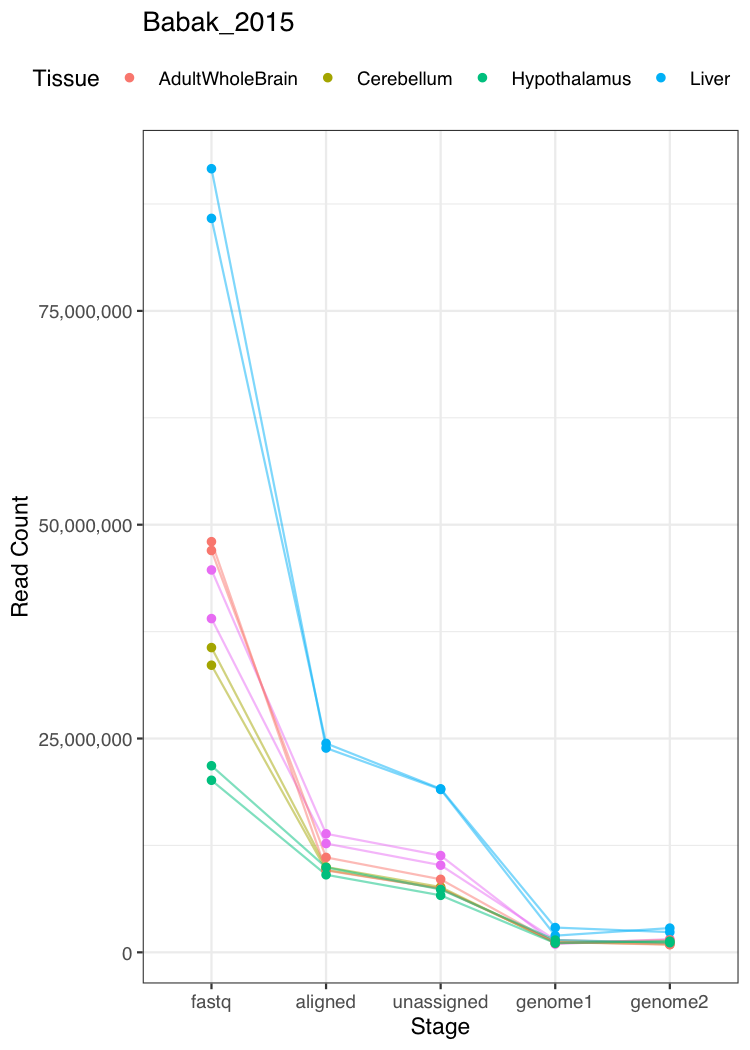 Babak_2015
Tissue AdultWholeBrain Cerebellum Hypothalamus Liver
75,000,000
50,000,000
25,000,000
0
Read Count
fastq aligned unassigned genome1 genome2
Stage